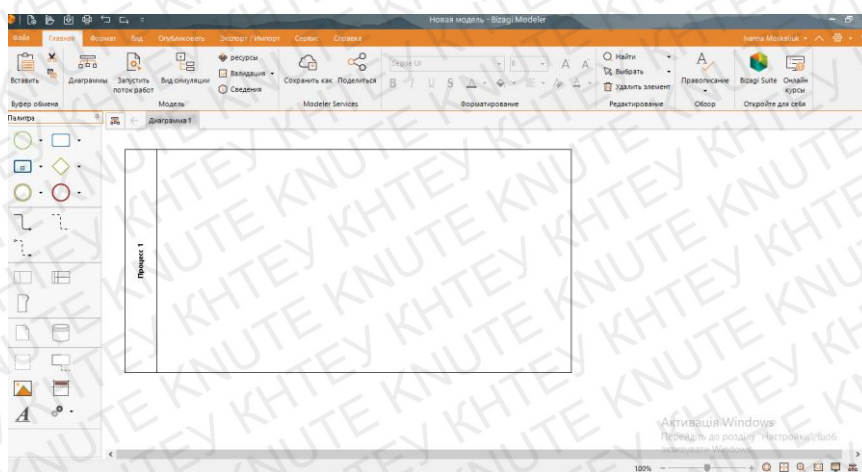 Новая модель - Bizagi Modeler
Файл Главная Формат Вид Опубликовать Экспорт / Импорт Сервис Справка Ivanna Moskaliuk
Вставить Диаграммы Запустить поток работ Вид симуляции ресурсы Валидация Сведения Сохранить как Поделиться Segoe UI 8 Найти Выбрать Удалить элемент Правописание Bizagi Suite Онлайн курсы
Буфер обмена Модель Modeler Services Форматирование Редактирование Обзор Откройте для себя
Палитра Диаграмма 1
Процесс 1
Активація Windows
Перейдіть до розділу "Настройки", щоб
активувати Windows.
100%
KHTEY KNUTE